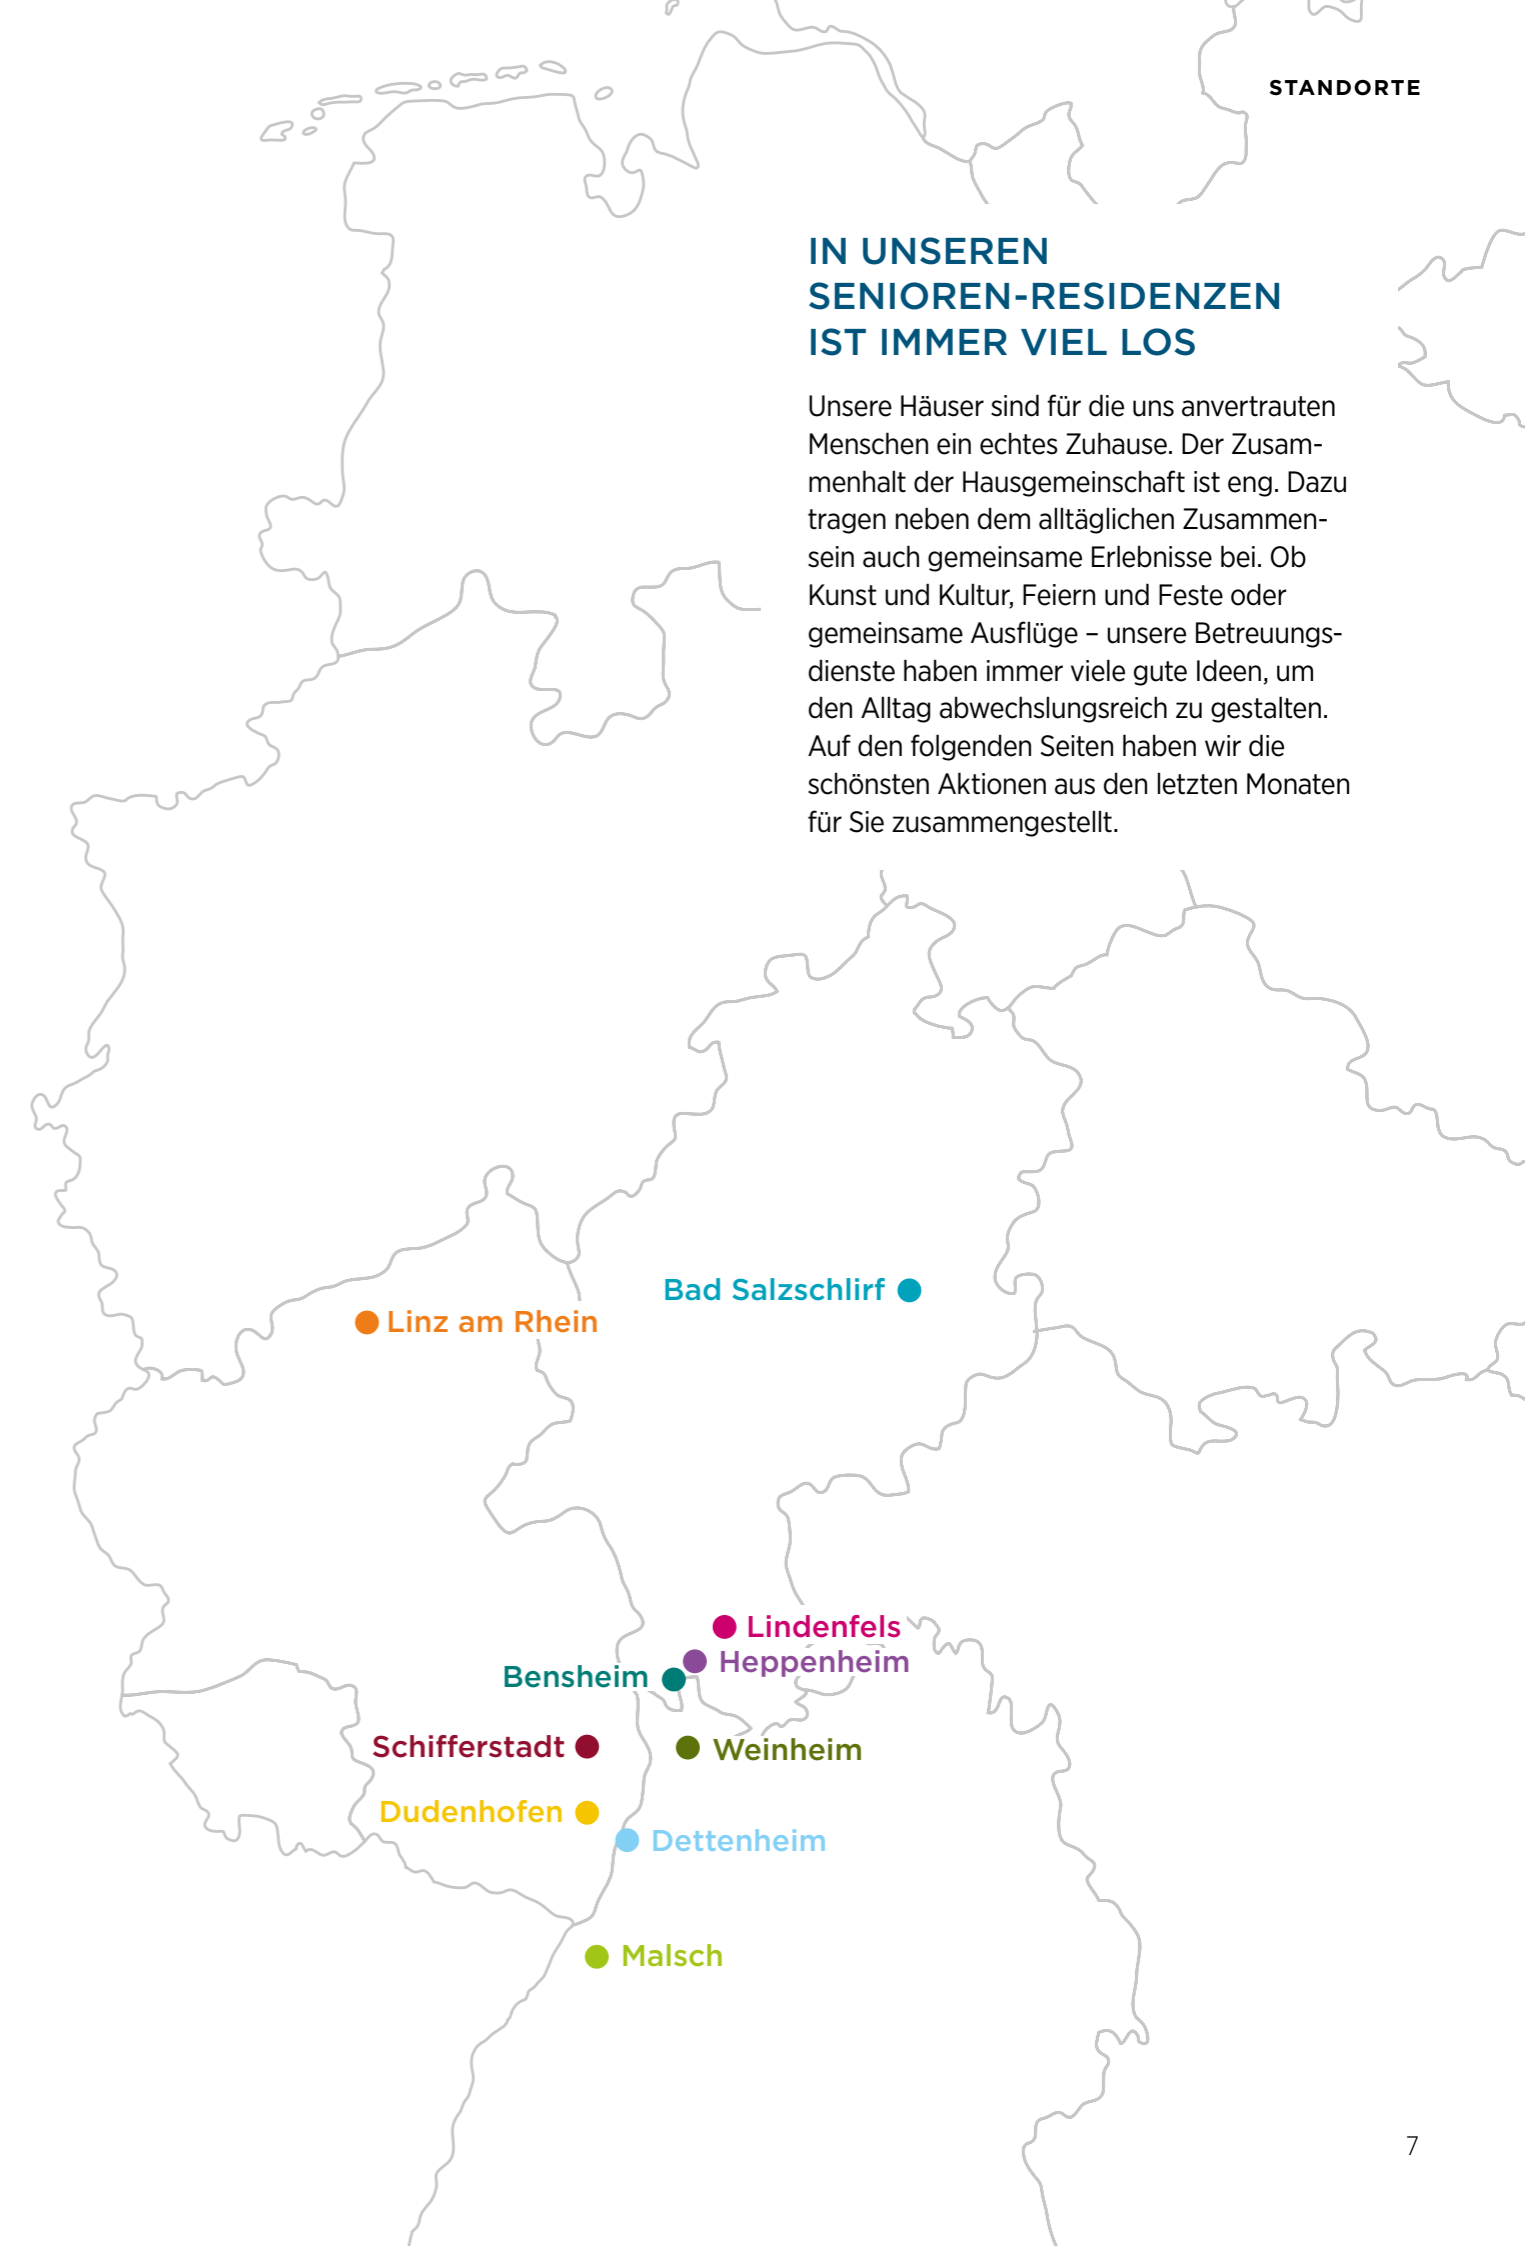 STANDORTE
IN UNSEREN
SENIOREN-RESIDENZEN
IST IMMER VIEL LOS
Unsere Häuser sind für die uns anvertrauten
Menschen ein echtes Zuhause. Der Zusam-
menhalt der Hausgemeinschaft ist eng. Dazu
tragen neben dem alltäglichen Zusammen-
sein auch gemeinsame Erlebnisse bei. Ob
Kunst und Kultur, Feiern und Feste oder
gemeinsame Ausflüge – unsere Betreuungs-
dienste haben immer viele gute Ideen, um
den Alltag abwechslungsreich zu gestalten.
Auf den folgenden Seiten haben wir die
schönsten Aktionen aus den letzten Monaten
für Sie zusammengestellt.
Bad Salzschlirf
Linz am Rhein
Lindenfels
Heppenheim
Bensheim
Schifferstadt
Weinheim
Dudenhofen
Dettenheim
Malsch
7